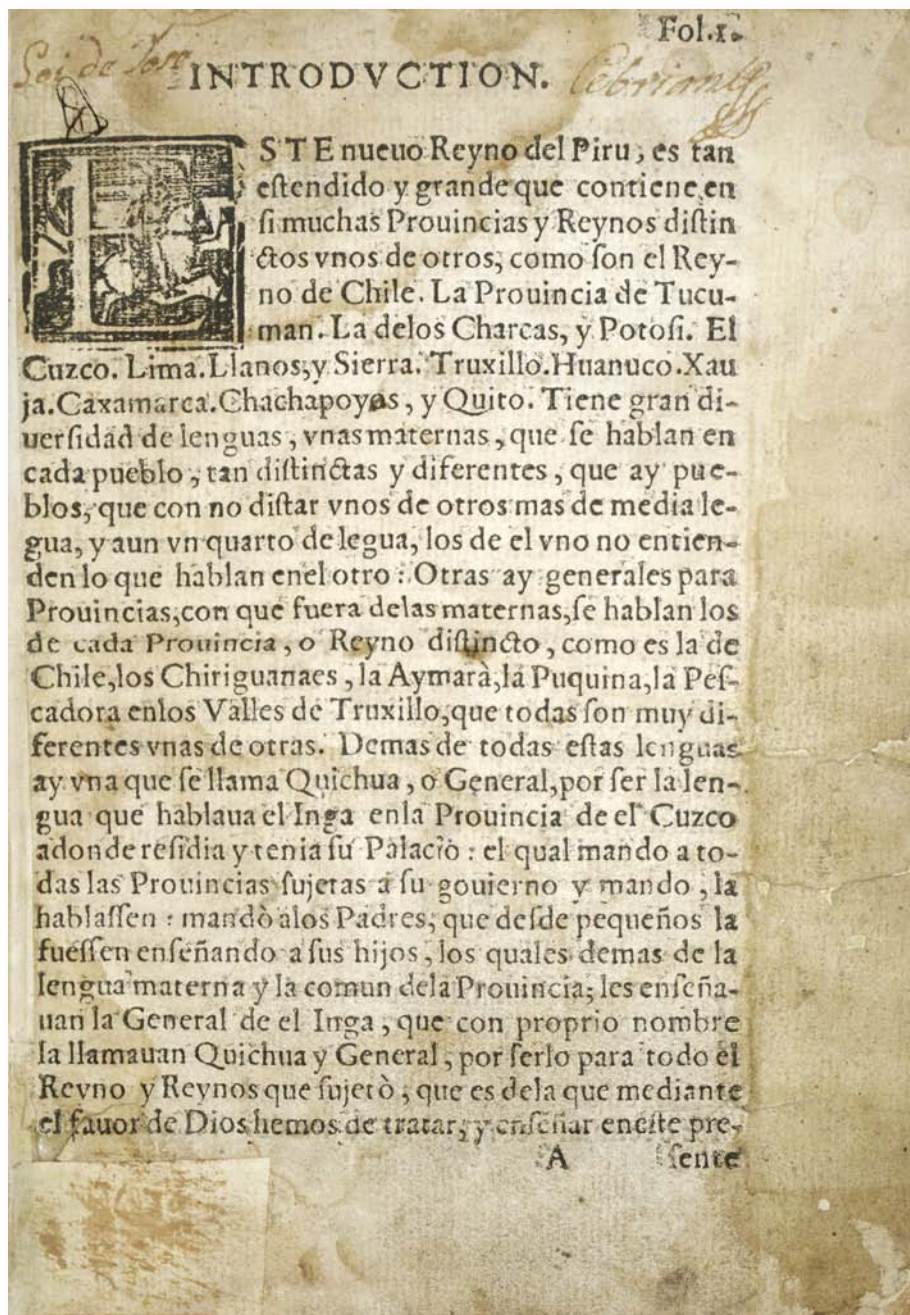 Fol.1.
Soi de Jose
INTRODVCTION. Cebrian
ESTE nueuo Reyno del Piru, es tan
eſtendido y grande que contiene en
ſi muchas Prouincias y Reynos diſtin
ctos vnos de otros, como ſon el Rey-
no de Chile. La Prouincia de Tucu-
man. La delos Charcas, y Potoſi. El
Cuzco. Lima. Llanos, y Sierra. Truxillo. Huanuco. Xau
ja. Caxamarca. Chachapoyas, y Quito. Tiene gran di-
uerſidad de lenguas, vnas maternas, que ſe hablan en
cada pueblo, tan diſtinctas y diferentes, que ay pue-
blos, que con no diſtar vnos de otros mas de media le-
gua, y aun vn quarto de legua, los de el vno no entien-
den lo que hablan enel otro: Otras ay generales para
Prouincias, con que fuera delas maternas, ſe hablan los
de cada Prouincia, o Reyno diſtincto, como es la de
Chile, los Chiriguanaes, la Aymarà, la Puquina, la Peſ-
cadora enlos Valles de Truxillo, que todas ſon muy di-
ferentes vnas de otras. Demas de todas eſtas lenguas
ay vna que ſe llama Quichua, o General, por ſer la len-
gua que hablaua el Inga enla Prouincia de el Cuzco
adonde reſidia y tenia ſu Palacio: el qual mando a to-
das las Prouincias ſujetas a ſu gouierno y mando, la
hablaſſen: mandò alos Padres, que deſde pequeños la
fueſſen enſeñando a ſus hijos, los quales demas de la
lengua materna y la comun dela Prouincia; les enſeña-
uan la General de el Inga, que con proprio nombre
la llamauan Quichua y General, por ſerlo para todo el
Reyno y Reynos que ſujetò, que es dela que mediante
el fauor de Dios hemos de tratar, y enſeñar eneſte pre-
A ſente